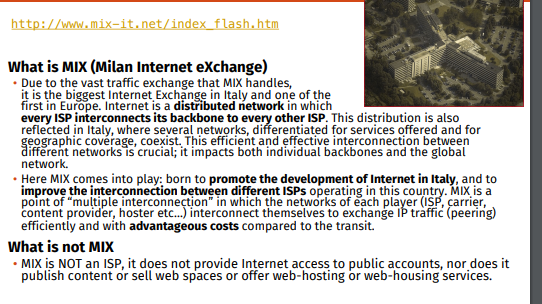 http://www.mix-it.net/index_flash.htm
What is MIX (Milan Internet eXchange)
• Due to the vast traffic exchange that MIX handles,
it is the biggest Internet Exchange in Italy and one of the
first in Europe. Internet is a distributed network in which
every ISP interconnects its backbone to every other ISP. This distribution is also
reflected in Italy, where several networks, differentiated for services offered and for
geographic coverage, coexist. This efficient and effective interconnection between
different networks is crucial; it impacts both individual backbones and the global
network.
• Here MIX comes into play: born to promote the development of Internet in Italy, and to
improve the interconnection between different ISPs operating in this country. MIX is a
point of “multiple interconnection” in which the networks of each player (ISP, carrier,
content provider, hoster etc…) interconnect themselves to exchange IP traffic (peering)
efficiently and with advantageous costs compared to the transit.
What is not MIX
• MIX is NOT an ISP, it does not provide Internet access to public accounts, nor does it
publish content or sell web spaces or offer web-hosting or web-housing services.